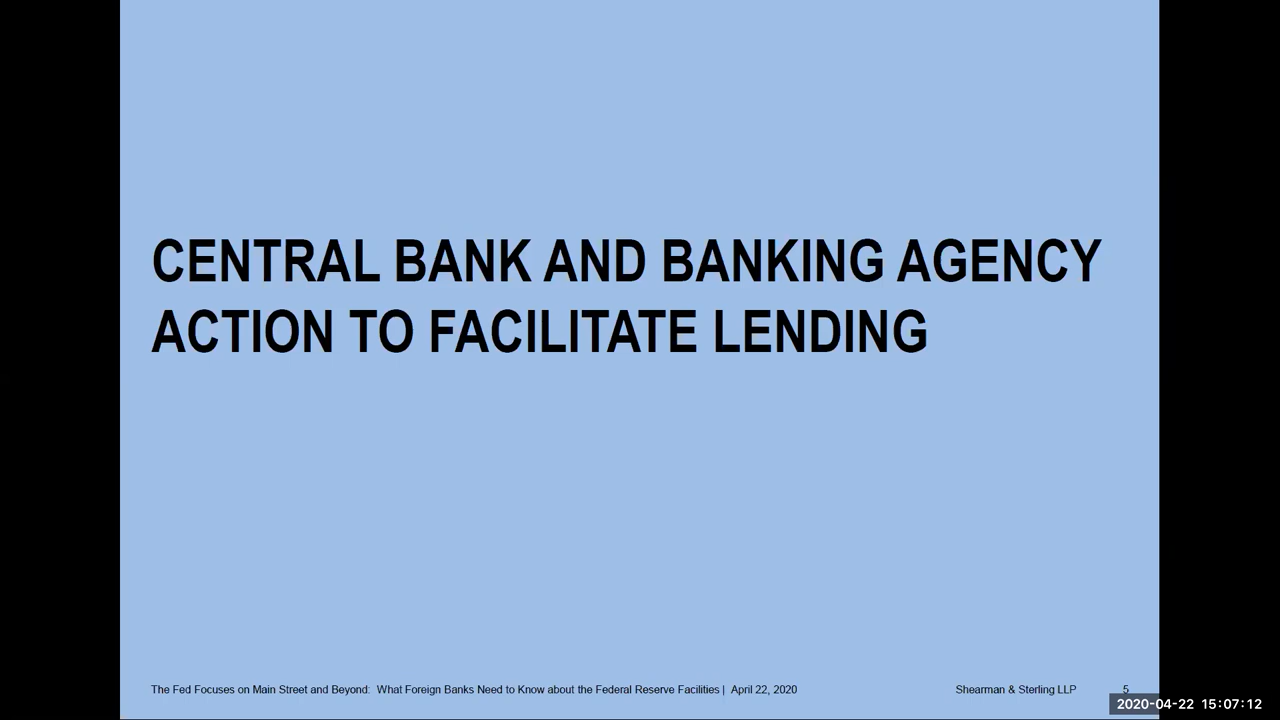 CENTRAL BANK AND BANKING AGENCY
ACTION TO FACILITATE LENDING
The Fed Focuses on Main Street and Beyond:  What Foreign Banks Need to Know about the Federal Reserve Facilities |  April 22, 2020
Shearman & Sterling LLP
5
2020-04-22 15:07:12